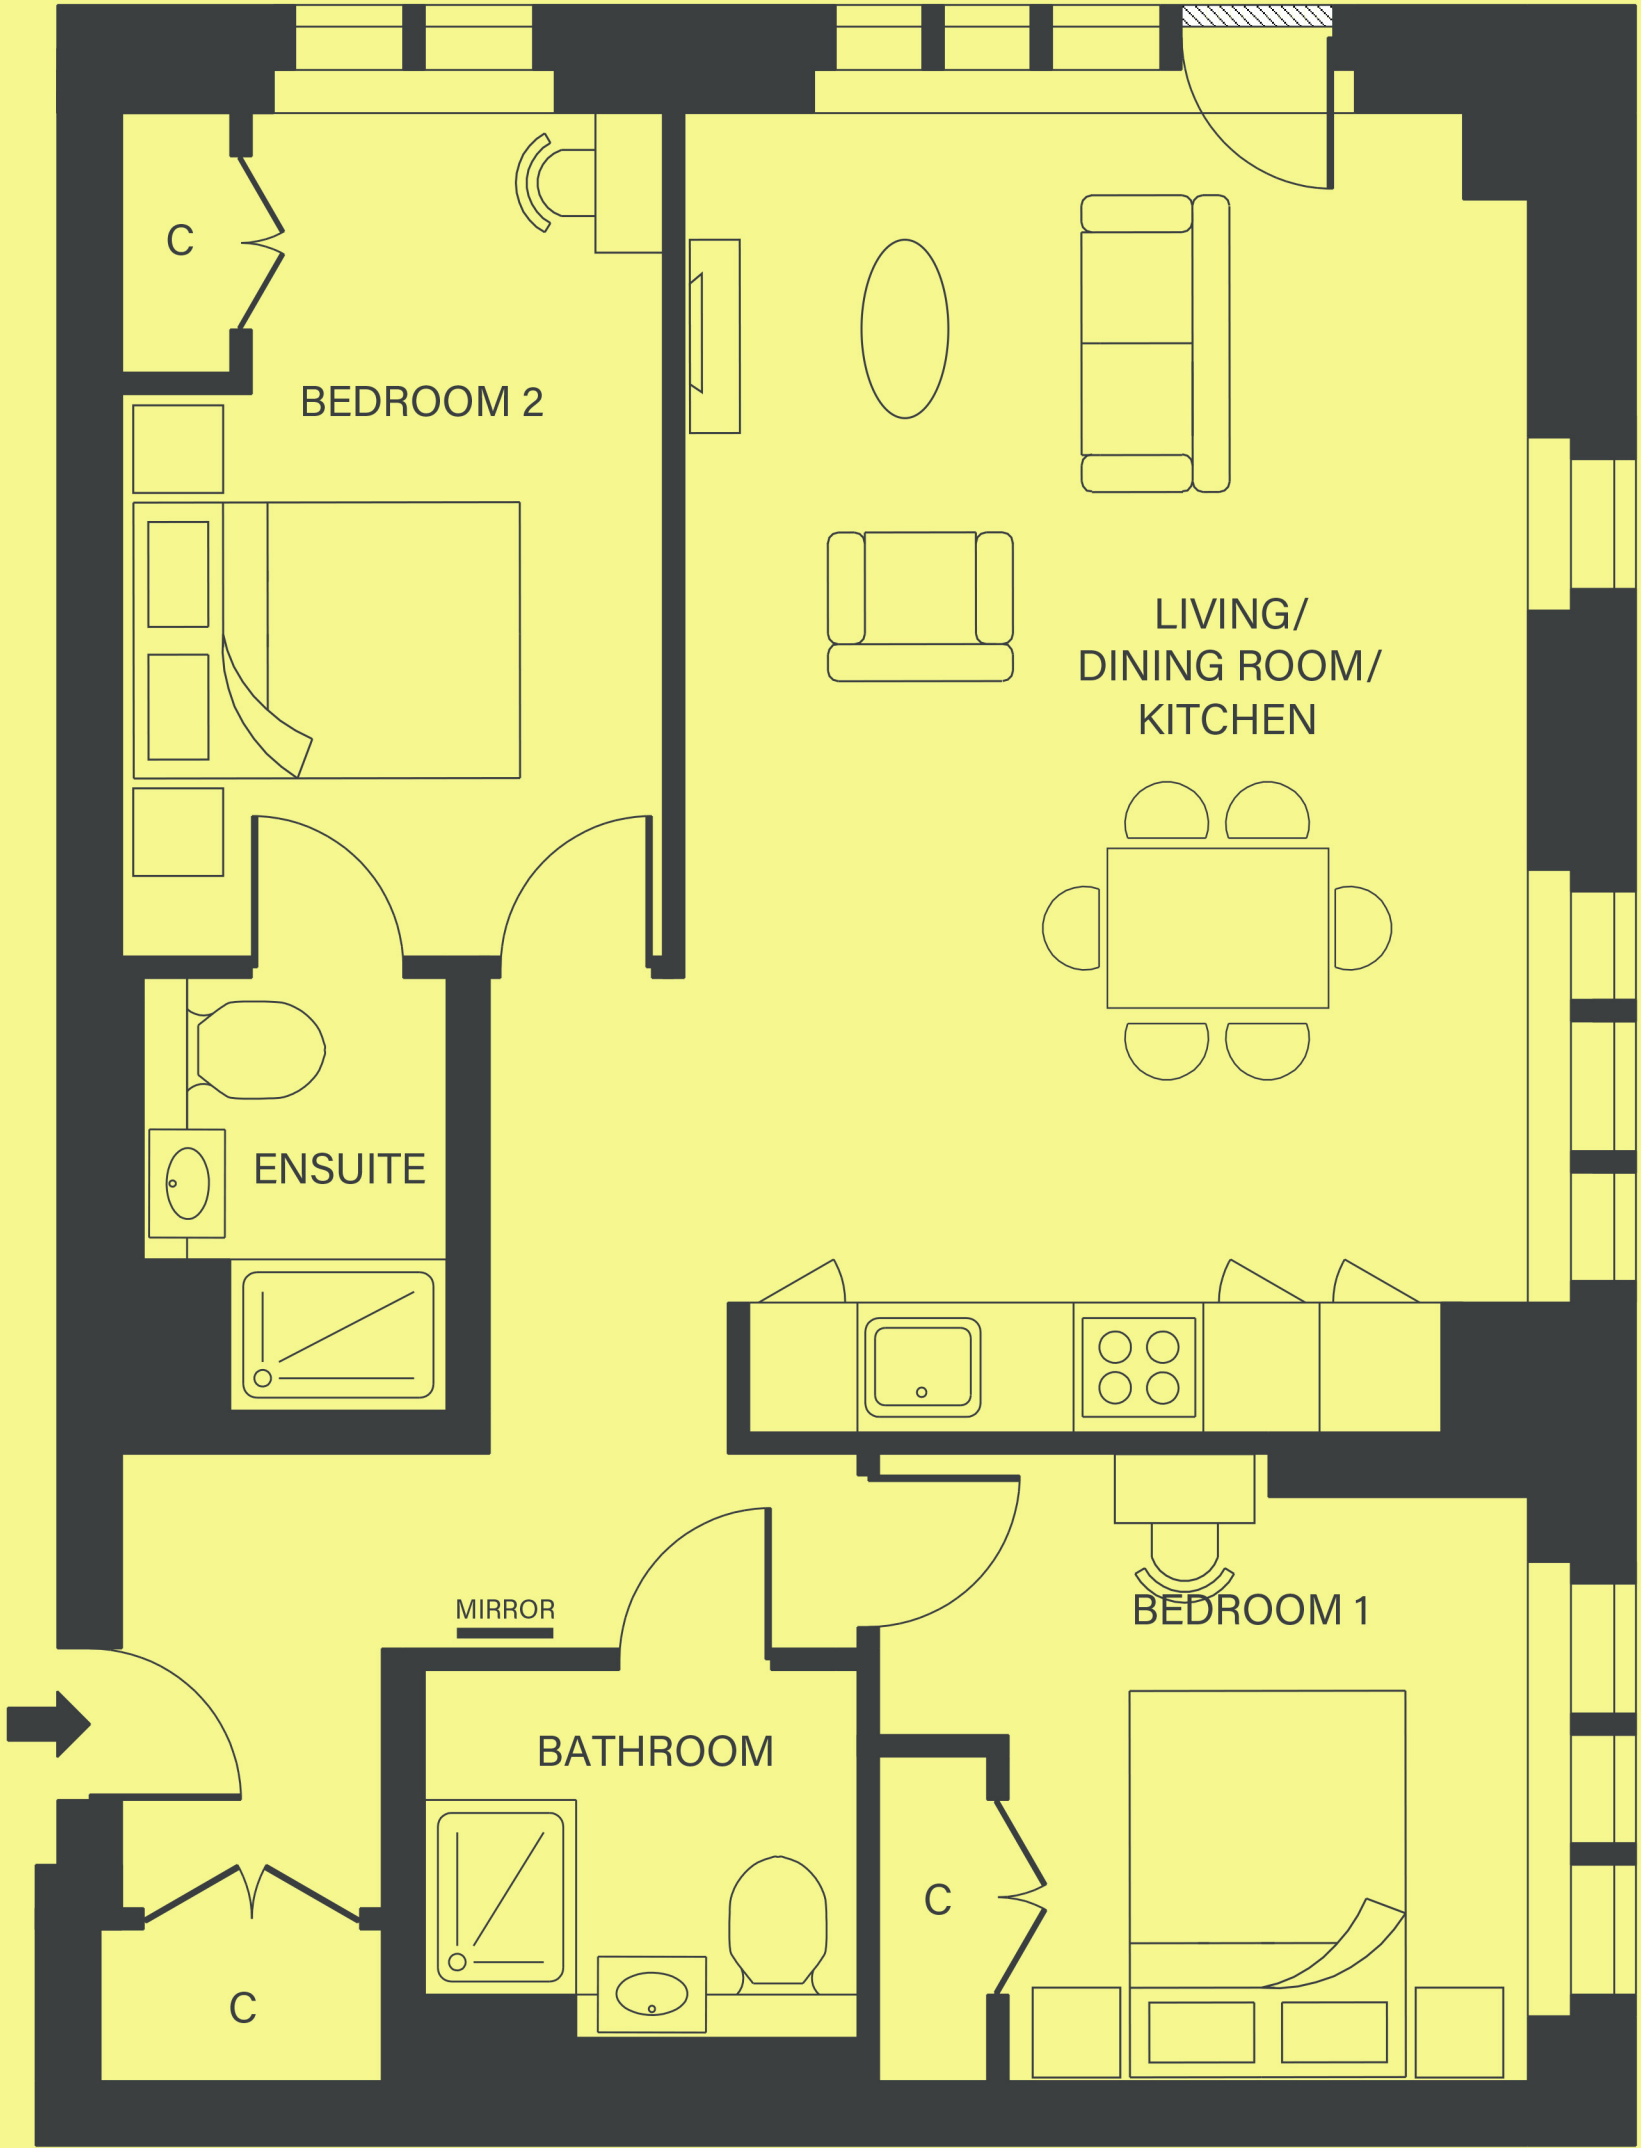 C
BEDROOM 2
LIVING/
DINING ROOM/
KITCHEN
ENSUITE
MIRROR
BEDROOM 1
BATHROOM
C
C